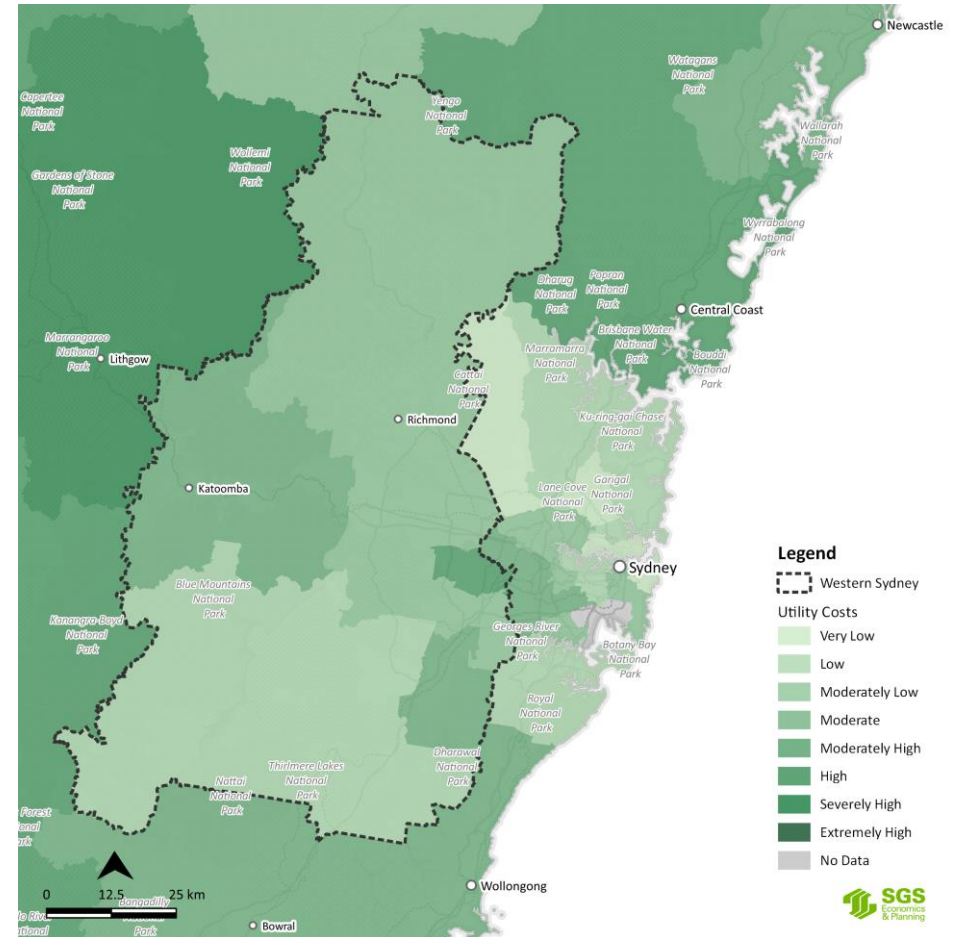 Newcastle
Watagans
National
Park
Capertee
National
Park
Yengo
National
Park
Wallarah
National
Park
Wollemi
National
Park
Gardens of Stone
National
Park
Wyrrabalong
National
Park
Dharug
National
Park
Popran
National
Park
Central Coast
Marrangaroo
National
Park
Lithgow
Marramarra
National
Park
Brisbane Water
National
Park
Bouddi
National
Park
Cattai
National
Park
Richmond
Ku-ring-gai Chase
National
Park
Katoomba
Lane Cove
National
Park
Garigal
National
Park
Sydney
Blue Mountains
National
Park
Kanangra-Boyd
National
Park
Georges River
National
Park
Botany Bay
National
Park
Royal
National
Park
Dharawal
National
Park
Thirlmere Lakes
National
Park
Nattai
National
Park
Forest
ional
ark
Wollongong
Bangadilly
National
Park
Bowral
0 12.5 25 km
Legend
Western Sydney
Utility Costs
Very Low
Low
Moderately Low
Moderate
Moderately High
High
Severely High
Extremely High
No Data
SGS
Economics
& Planning